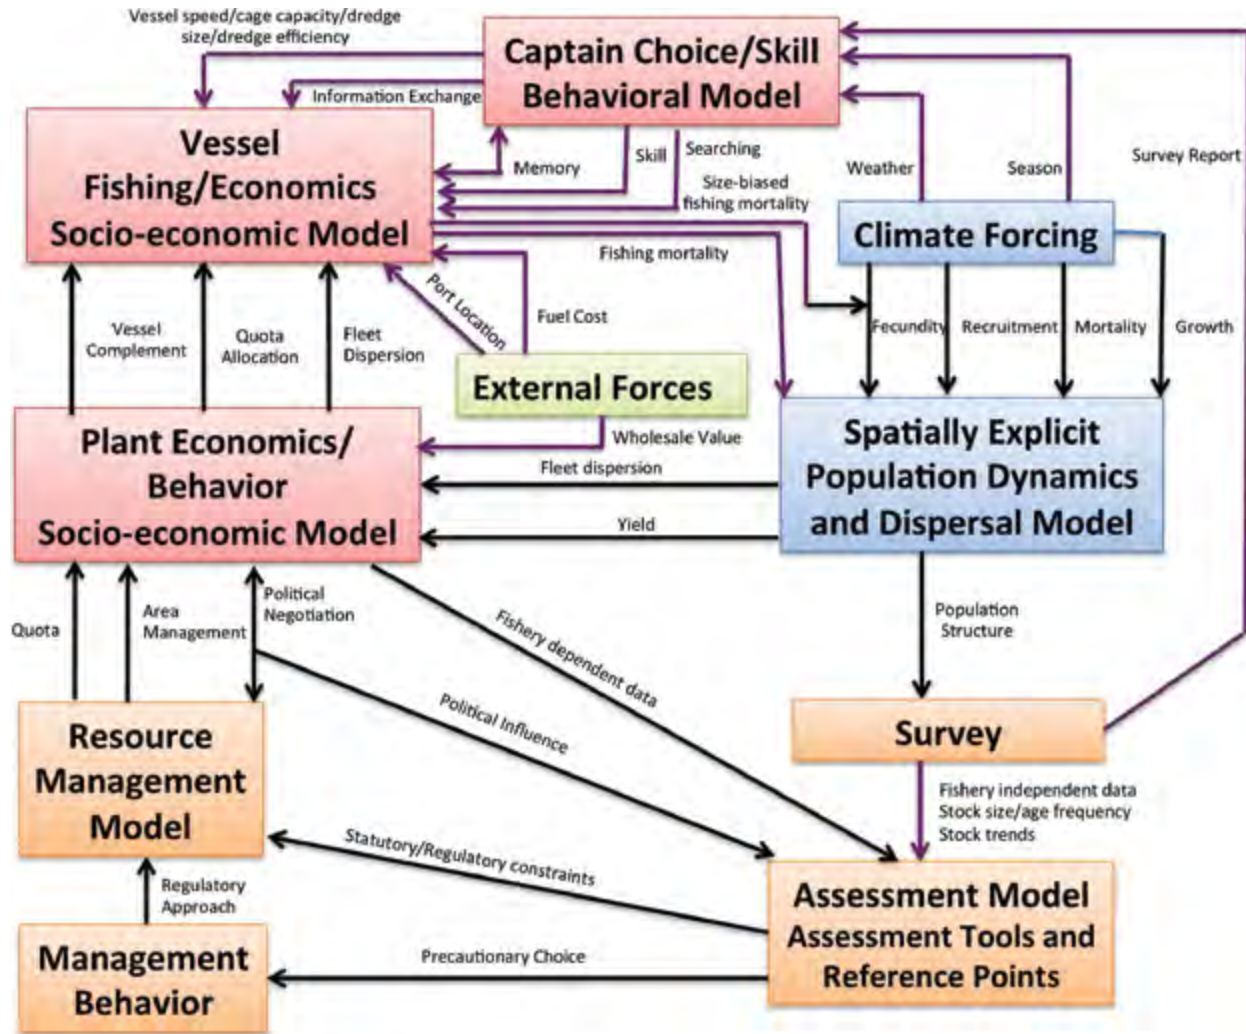 Vessel speed/cage capacity/dredge
size/dredge efficiency
Captain Choice/Skill
Behavioral Model
Information Exchange
Vessel
Fishing/Economics
Socio-economic Model
Memory
Skill
Searching
Size-biased
fishing mortality
Weather
Season
Survey Report
Climate Forcing
Fishing mortality
Port Location
Fuel Cost
Vessel
Complement
Quota
Allocation
Fleet
Dispersion
Fecundity
Recruitment
Mortality
Growth
External Forces
Plant Economics/
Behavior
Socio-economic Model
Wholesale Value
Fleet dispersion
Yield
Spatially Explicit
Population Dynamics
and Dispersal Model
Quota
Area
Management
Political
Negotiation
Fishery dependent data
Political Influence
Population
Structure
Survey
Resource
Management
Model
Fishery independent data
Stock size/age frequency
Stock trends
Statutory/Regulatory constraints
Regulatory
Approach
Assessment Model
Assessment Tools and
Reference Points
Precautionary Choice
Management
Behavior